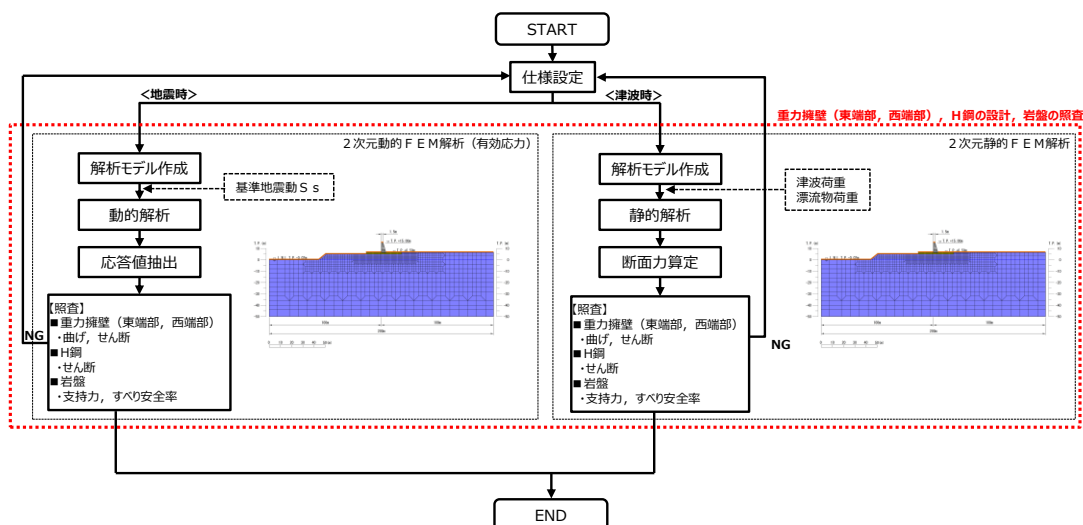 START
仕様設定
＜地震時＞
＜津波時＞
重力擁壁（東端部，西端部），Ｈ鋼の設計，岩盤の照査
２次元動的ＦＥＭ解析（有効応力）
解析モデル作成
基準地震動Ｓｓ
動的解析
応答値抽出
【照査】
■重力擁壁（東端部，西端部）
・曲げ，せん断
■H鋼
・せん断
■岩盤
・支持力，すべり安全率
NG
２次元静的ＦＥＭ解析
解析モデル作成
津波荷重
漂流物荷重
静的解析
断面力算定
【照査】
■重力擁壁（東端部，西端部）
・曲げ，せん断
■H鋼
・せん断
■岩盤
・支持力，すべり安全率
NG
END